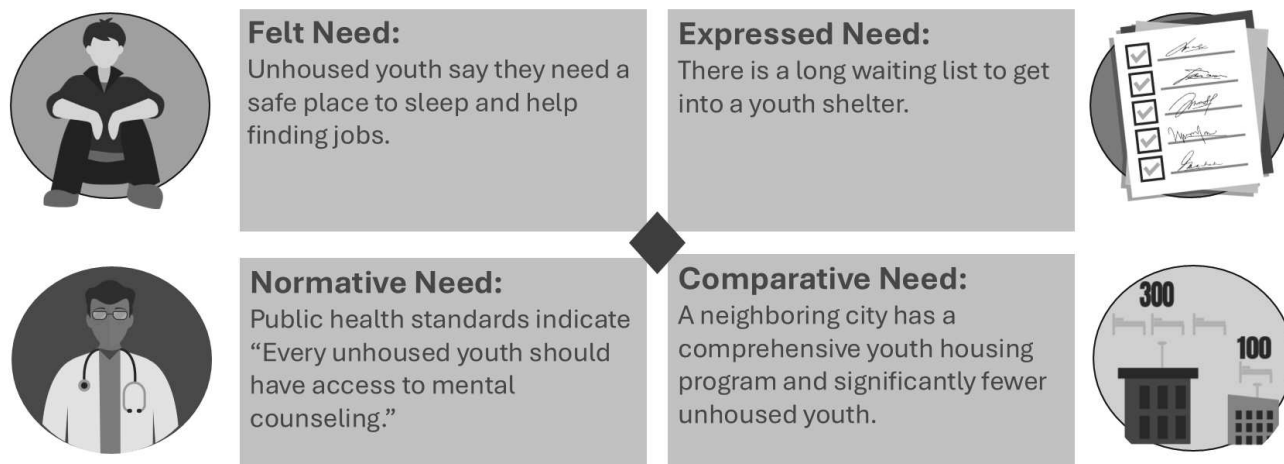 Felt Need:
Unhoused youth say they need a
safe place to sleep and help
finding jobs.
Expressed Need:
There is a long waiting list to get
into a youth shelter.
Normative Need:
Public health standards indicate
“Every unhoused youth should
have access to mental
counseling.”
Comparative Need:
A neighboring city has a
comprehensive youth housing
program and significantly fewer
unhoused youth.
300
100